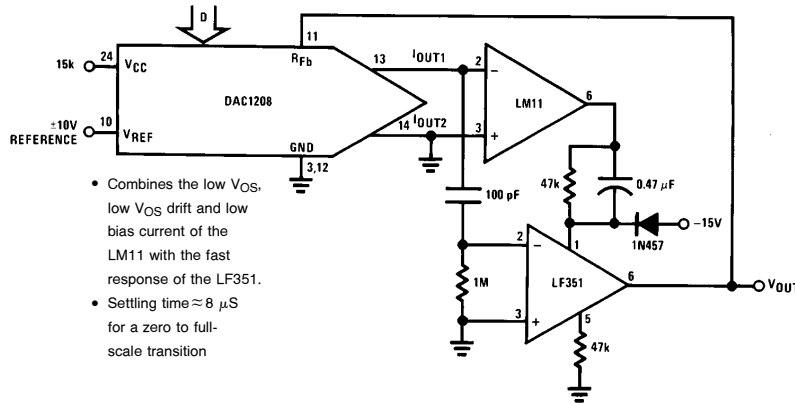 D
11
RFb
13
IOUT1
24
15k
VCC
2
−
6
LM11
DAC1208
±10V
REFERENCE
10
VREF
14
IOUT2
3
+
GND
3,12
47k
0.47 μF
100 pF
−15V
1N457
1
2
−
1M
LF351
6
VOUT
3
+
5
47k
• Combines the low VOS,
low VOS drift and low
bias current of the
LM11 with the fast
response of the LF351.
• Settling time ≈ 8 μS
for a zero to full-
scale transition